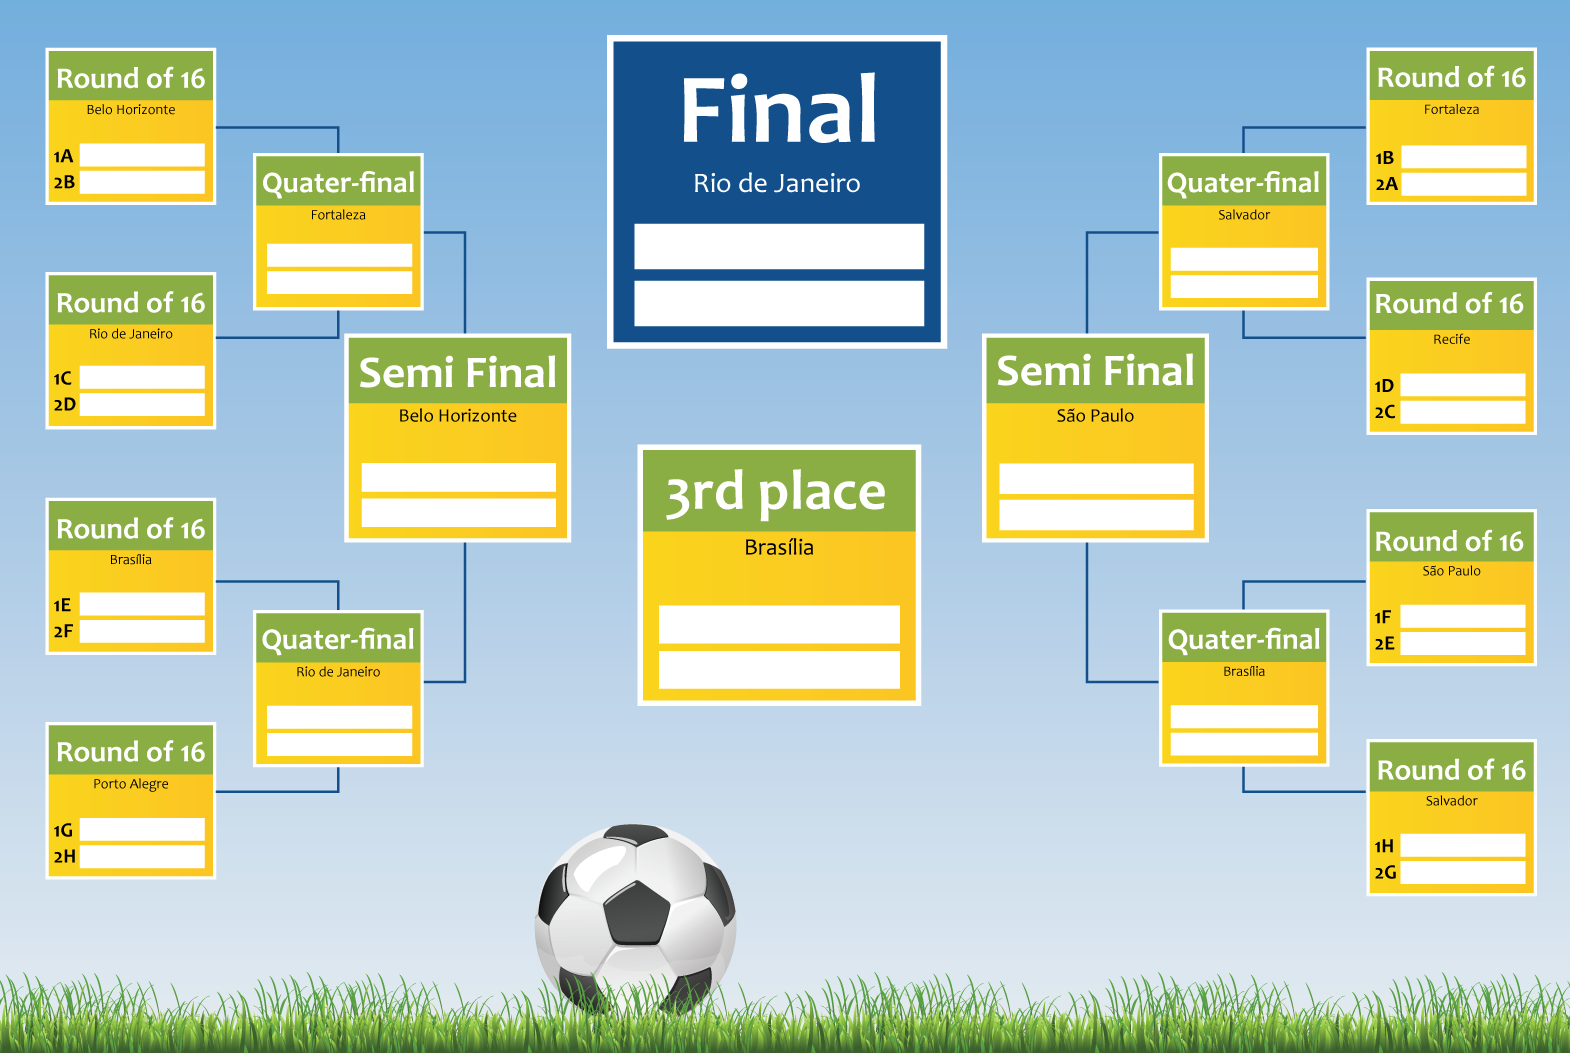 Round of 16
Belo Horizonte
1A
2B
Round of 16
Rio de Janeiro
1C
2D
Round of 16
Brasília
1E
2F
Round of 16
Porto Alegre
1G
2H
Quater-final
Fortaleza
Quater-final
Rio de Janeiro
Semi Final
Belo Horizonte
Final
Rio de Janeiro
3rd place
Brasília
Semi Final
São Paulo
Quater-final
Salvador
Quater-final
Brasília
Round of 16
Fortaleza
1B
2A
Round of 16
Recife
1D
2C
Round of 16
São Paulo
1F
2E
Round of 16
Salvador
1H
2G